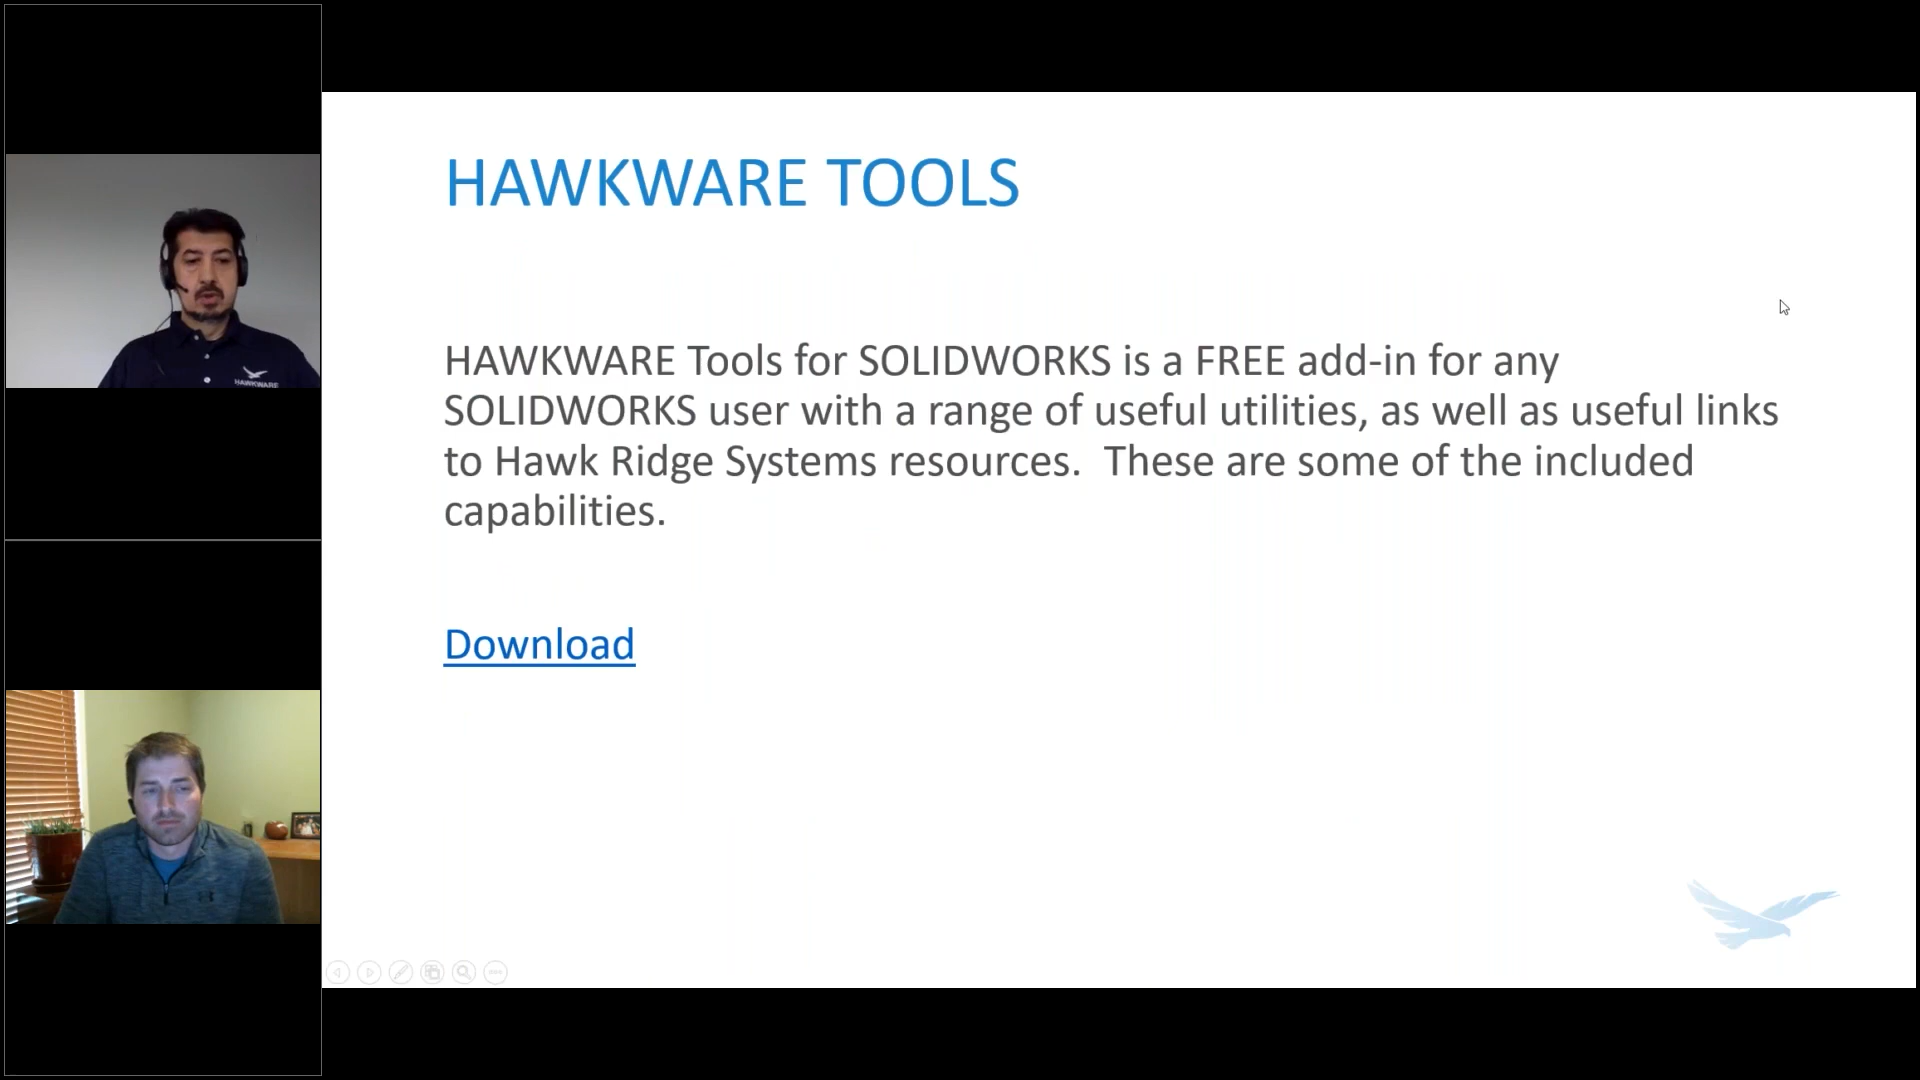 HAWKWARE TOOLS
HAWKWARE Tools for SOLIDWORKS is a FREE add-in for any
SOLIDWORKS user with a range of useful utilities, as well as useful links
to Hawk Ridge Systems resources.  These are some of the included
capabilities.
Download
HAWKWARE